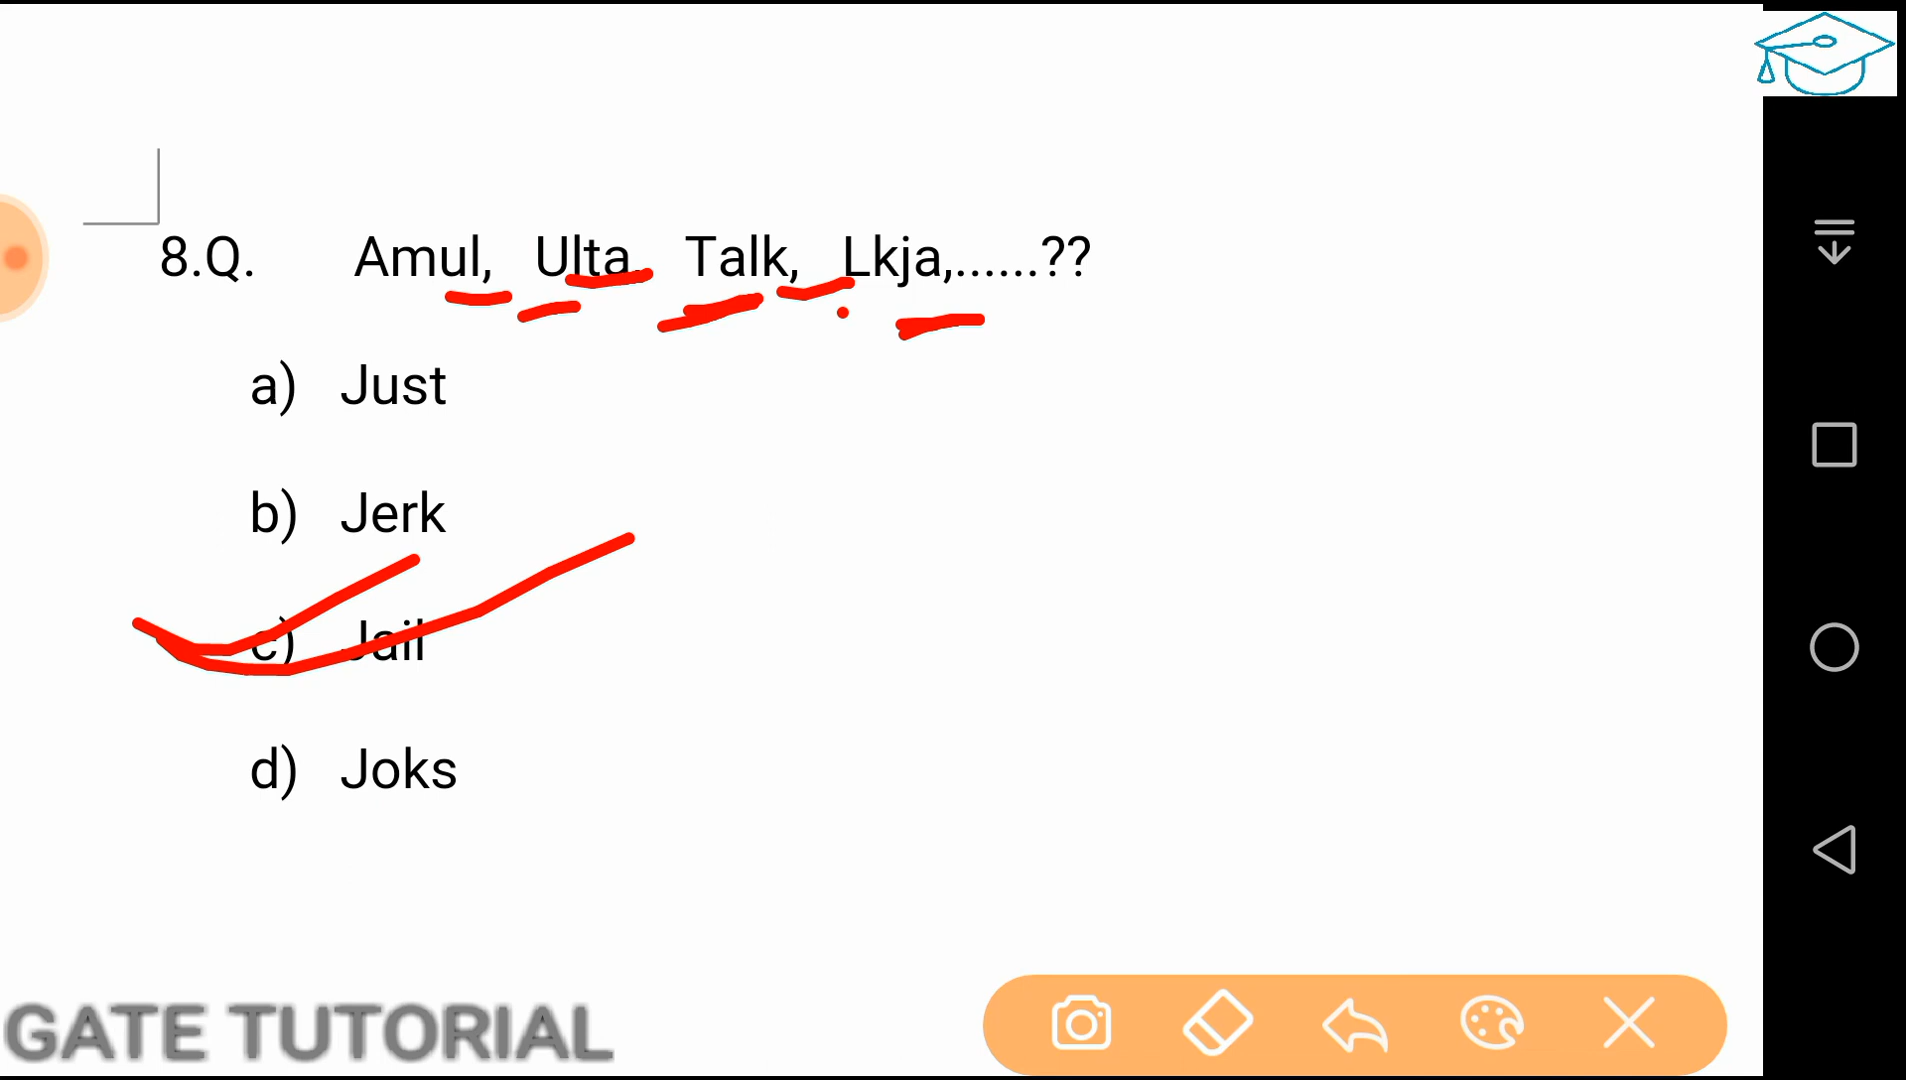 8.Q. Amul, Ulta, Talk, Lkja,......??
a) Just
b) Jerk
c) Jail
d) Joks
GATE TUTORIAL